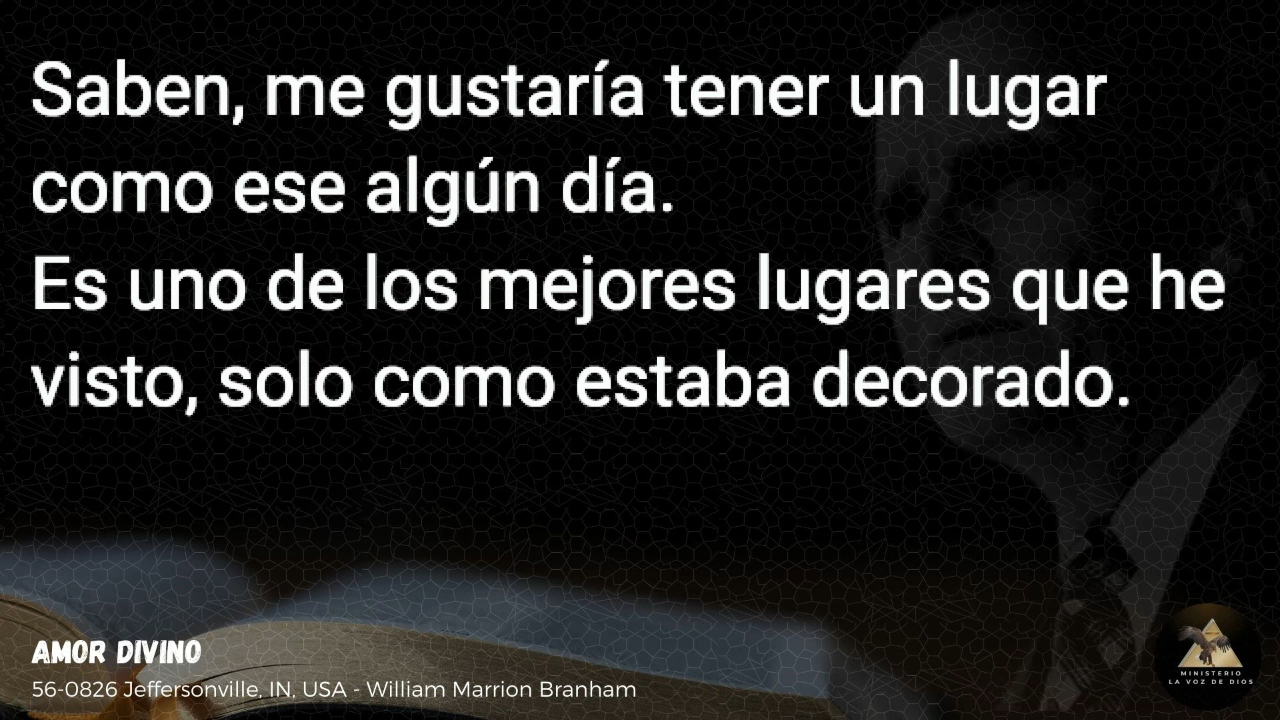 Saben, me gustaría tener un lugar
como ese algún día.
Es uno de los mejores lugares que he
visto, solo como estaba decorado.
AMOR DIVINO
56-0826 Jeffersonville, IN, USA - William Marrion Branham
MINISTERIO
LA VOZ DE DIOS